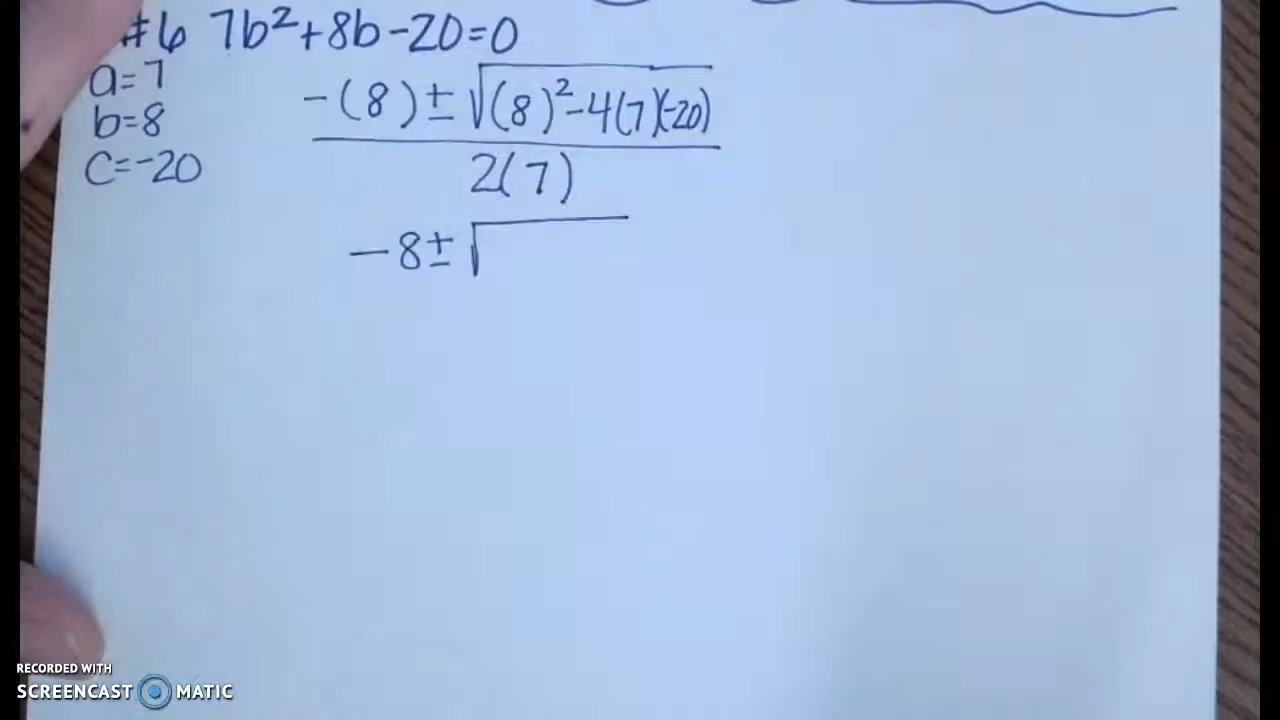 #6 7b²+8b-20=0
a=7
b=8
c=-20
-(8)±√(8)²-4(7)(-20)
2(7)
-8±√
RECORDED WITH
SCREENCAST MATIC